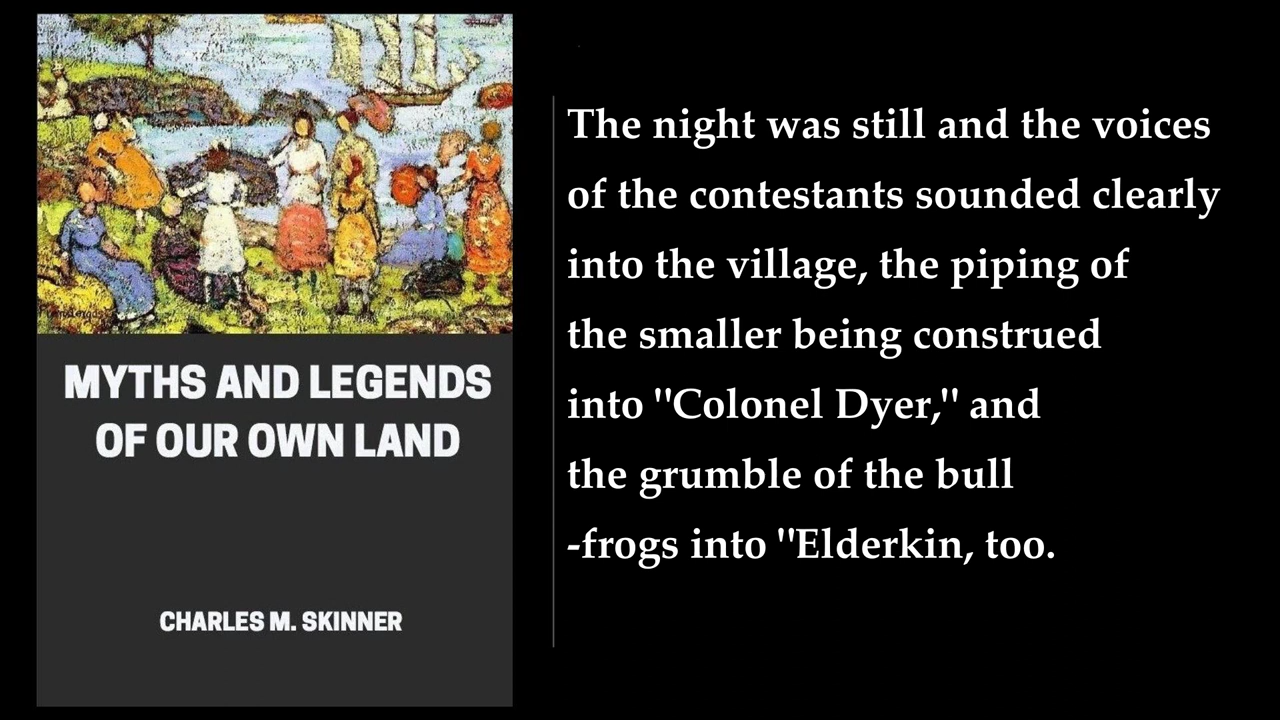 MYTHS AND LEGENDS
OF OUR OWN LAND
CHARLES M. SKINNER
The night was still and the voices
of the contestants sounded clearly
into the village, the piping of
the smaller being construed
into "Colonel Dyer," and
the grumble of the bull
-frogs into "Elderkin, too.